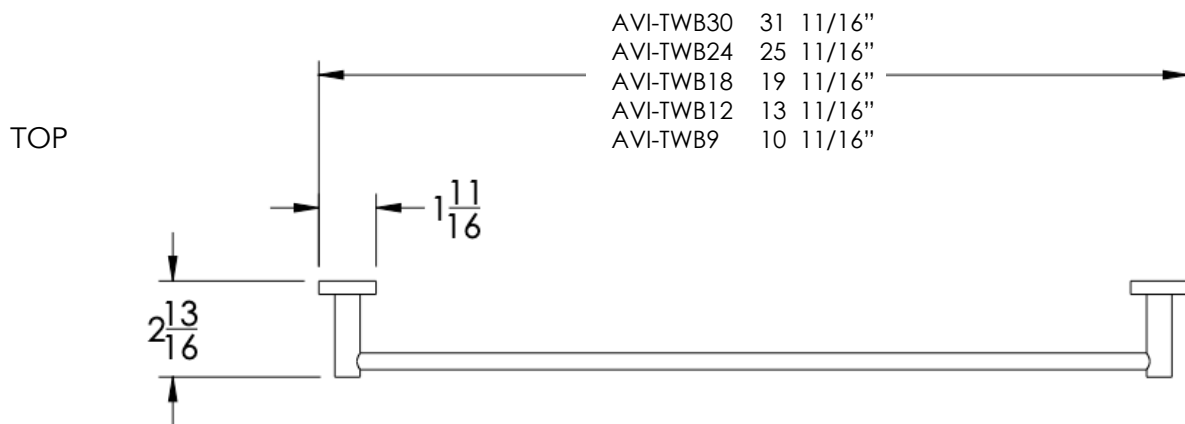 AVI-TWB30 31 11/16”
AVI-TWB24 25 11/16”
AVI-TWB18 19 11/16”
AVI-TWB12 13 11/16”
AVI-TWB9 10 11/16”
TOP
1 11/16
2 13/16